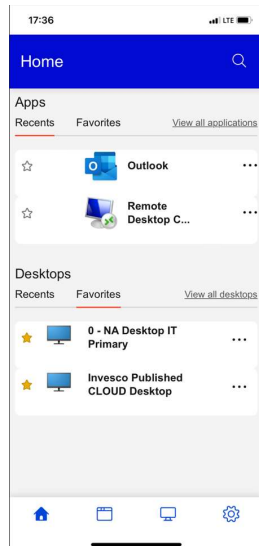 17:36 LTE
Home
Apps
Recents Favorites View all applications
Outlook
Remote
Desktop C...
Desktops
Recents Favorites View all desktops
0 - NA Desktop IT
Primary
Invesco Published
CLOUD Desktop